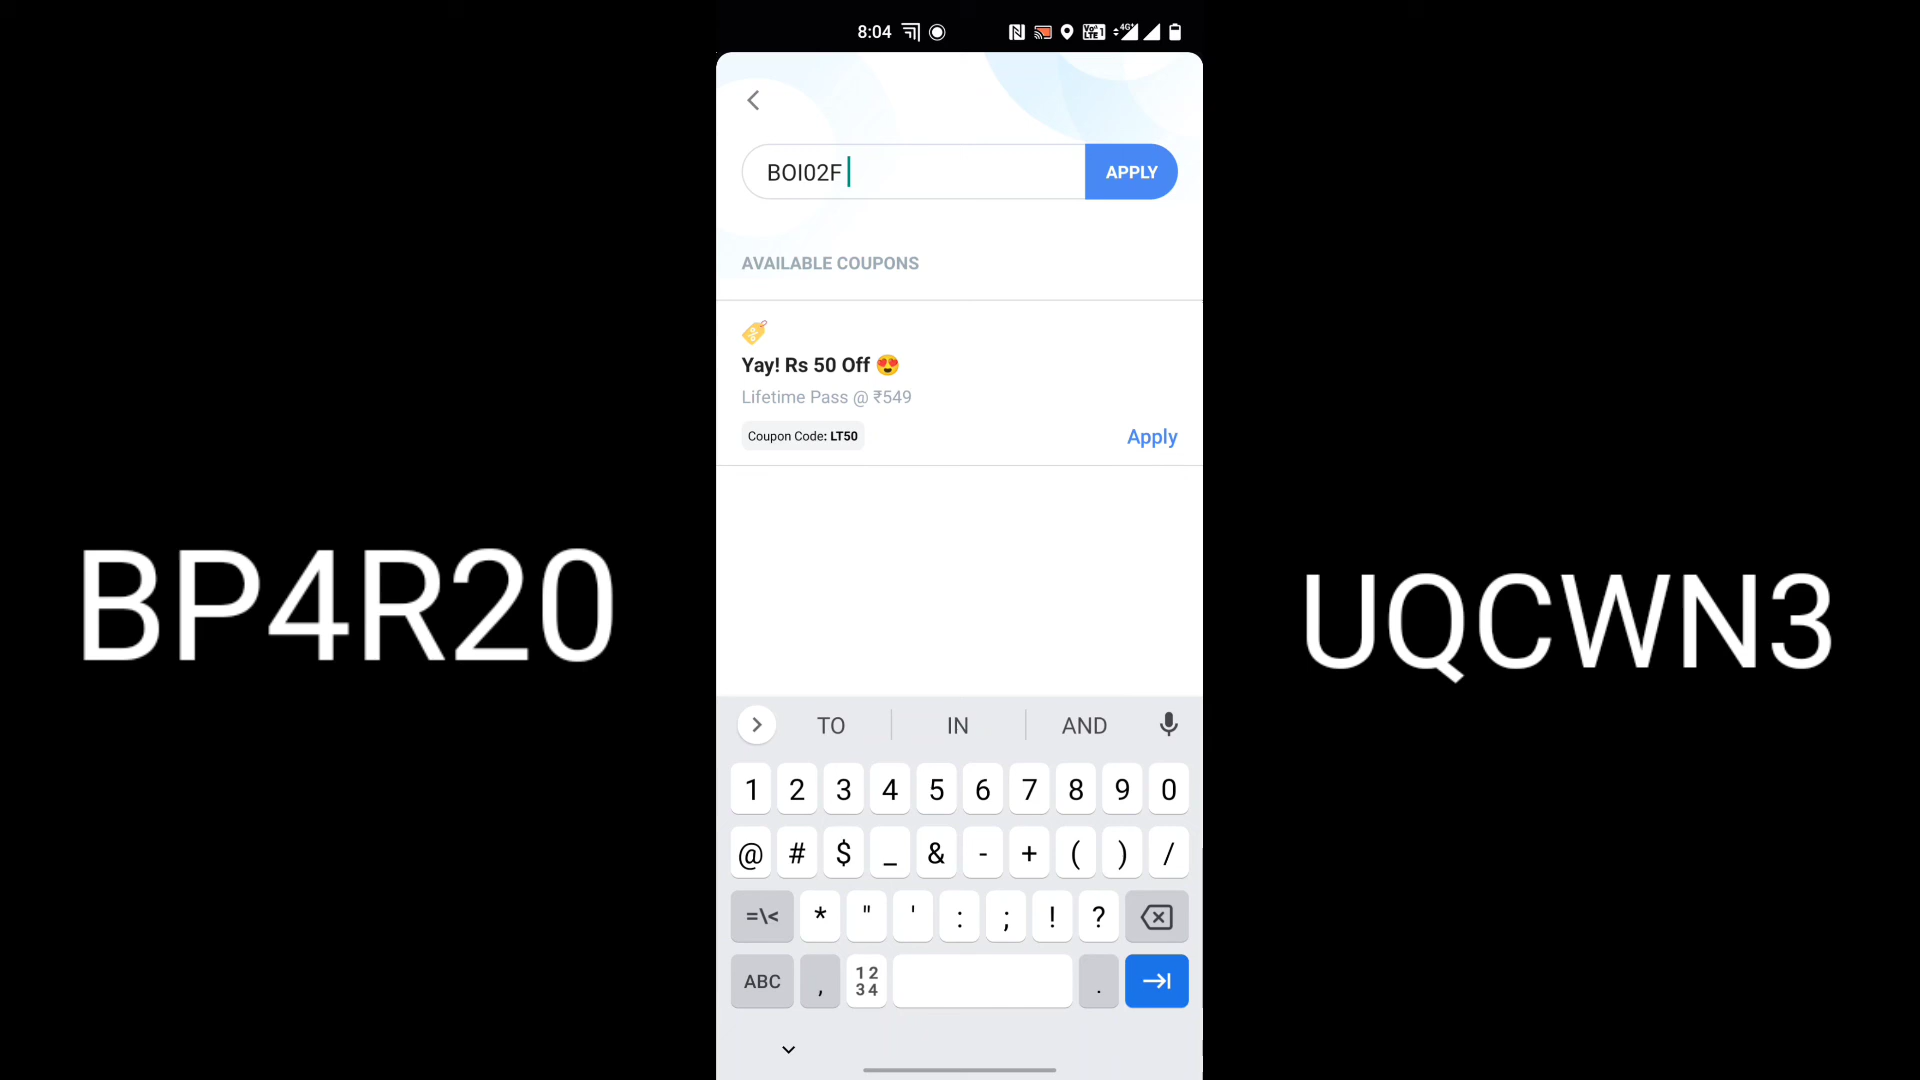 8:04
BOI02F
APPLY
AVAILABLE COUPONS
Yay! Rs 50 Off 😍
Lifetime Pass @ ₹549
Coupon Code: LT50
Apply
BP4R20
UQCWN3
TO IN AND
1 2 3 4 5 6 7 8 9 0
@ # $ _ & - + ( ) /
=\< * " ' : ; ! ?
ABC , 12 34 .